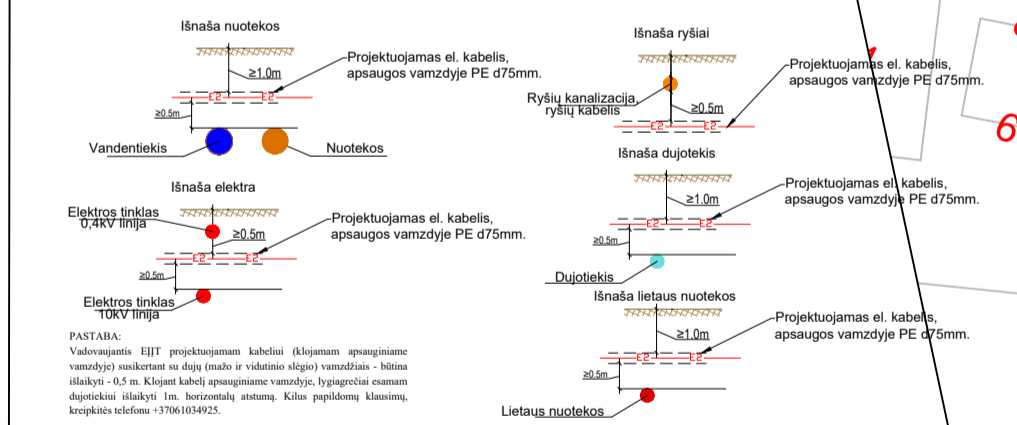 Išnaša nuotekos
≥1.0m
Projektuojamas el. kabelis,
apsaugos vamzdyje PE d75mm.
E2 E2
≥0.5m
Vandentiekis
Nuotekos
Išnaša elektra
Elektros tinklas
0,4kV linija
≥0.5m
Projektuojamas el. kabelis,
apsaugos vamzdyje PE d75mm.
E2 E2
≥0.5m
Elektros tinklas
10kV linija
PASTABA:
Vadovaujantis EĮĮT projektuojamam kabeliui (klojamam apsauginiame
vamzdyje) susikertant su dujų (mažo ir vidutinio slėgio) vamzdžiais - būtina
išlaikyti - 0,5 m. Klojant kabelį apsauginiame vamzdyje, lygiagrečiai esamam
dujotiekiui išlaikyti 1m. horizontalų atstumą. Kilus papildomų klausimų,
kreipkitės telefonu +37061034925.
Išnaša ryšiai
Projektuojamas el. kabelis,
apsaugos vamzdyje PE d75mm.
Ryšių kanalizacija,
ryšių kabelis
≥0.5m
E2 E2
Išnaša dujotekis
≥1.0m
Projektuojamas el. kabelis,
apsaugos vamzdyje PE d75mm.
E2 E2
≥0.5m
Dujotiekis
Išnaša lietaus nuotekos
≥1.0m
Projektuojamas el. kabelis,
apsaugos vamzdyje PE d75mm.
E2 E2
≥0.5m
Lietaus nuotekos
6